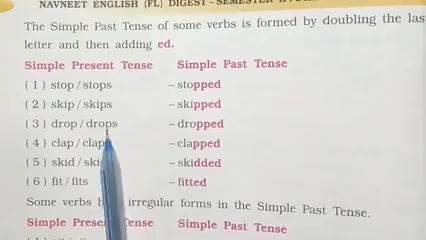 NAVNEET ENGLISH (FL) DIGEST – SEMESTER
The Simple Past Tense of some verbs is formed by doubling the las
letter and then adding ed.
Simple Present Tense Simple Past Tense
( 1 ) stop / stops – stopped
( 2 ) skip / skips – skipped
( 3 ) drop / drops – dropped
( 4 ) clap / clap – clapped
( 5 ) skid / ski – skidded
( 6 ) fit / fits – fitted
Some verbs irregular forms in the Simple Past Tense.
Simple Present Tense Simple Past Tense